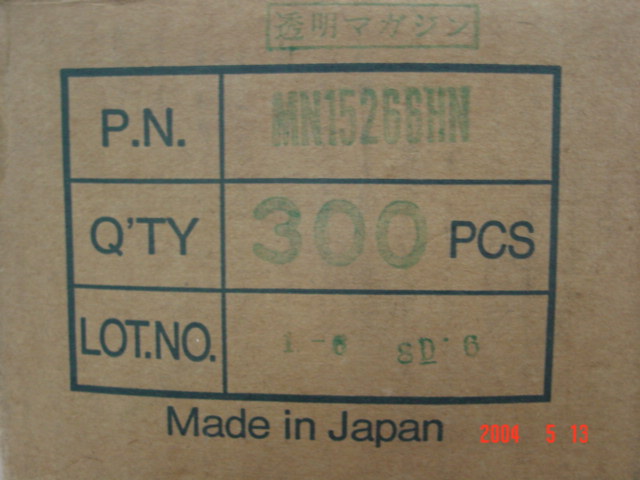 透明マガジン
P.N. MN15266HN
Q'TY 300 PCS
LOT.NO. 1-6 SD·6
Made in Japan
2004 5 13